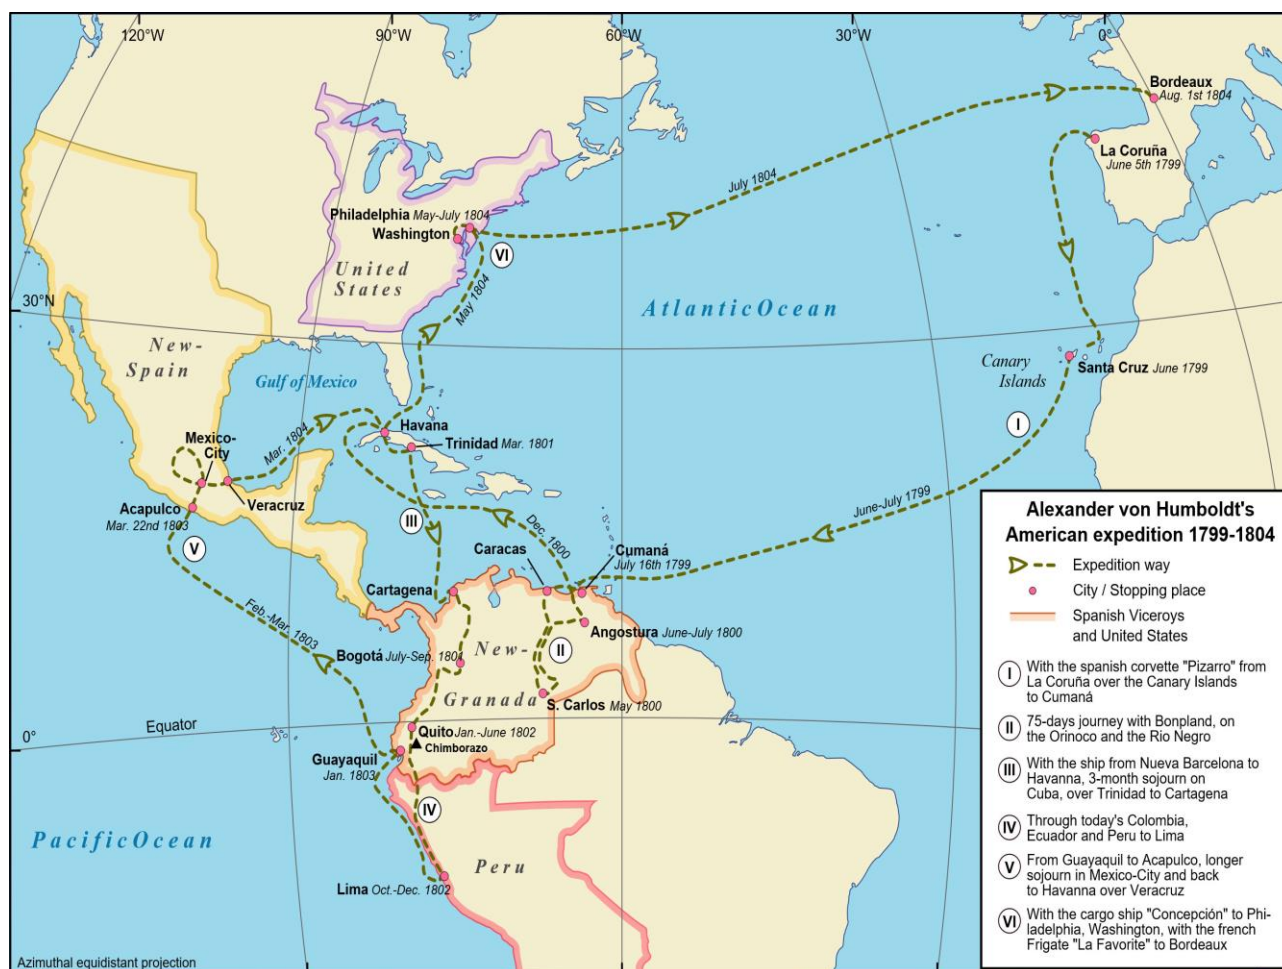 120°W
90°W
60°W
30°W
0°
Bordeaux
Aug. 1st 1804
La Coruña
June 5th 1799
July 1804
Philadelphia May-July 1804
Washington
VI
United
States
May 1804
Atlantic Ocean
30°N
New-
Spain
Gulf of Mexico
Canary
Islands
Santa Cruz June 1799
I
Mexico-
City
Mar. 1804
Havana
Trinidad Mar. 1801
Acapulco
Mar. 22nd 1803
Veracruz
V
III
Dec. 1800
June-July 1799
Caracas
Cumaná
July 16th 1799
Cartagena
Angostura June-July 1800
Feb.-Mar. 1803
Bogotá July-Sep. 1801
New-
Granada
II
S. Carlos May 1800
Equator
0°
Quito Jan.-June 1802
Chimborazo
Guayaquil
Jan. 1803
IV
Pacific Ocean
Peru
Lima Oct.-Dec. 1802
Azimuthal equidistant projection
Alexander von Humboldt's
American expedition 1799-1804
Expedition way
City / Stopping place
Spanish Viceroys
and United States
I With the spanish corvette "Pizarro" from
La Coruña over the Canary Islands
to Cumaná
II 75-days journey with Bonpland, on
the Orinoco and the Rio Negro
III With the ship from Nueva Barcelona to
Havanna, 3-month sojourn on
Cuba, over Trinidad to Cartagena
IV Through today's Colombia,
Ecuador and Peru to Lima
V From Guayaquil to Acapulco, longer
sojourn in Mexico-City and back
to Havanna over Veracruz
VI With the cargo ship "Concepción" to Phi-
ladelphia, Washington, with the french
Frigate "La Favorite" to Bordeaux